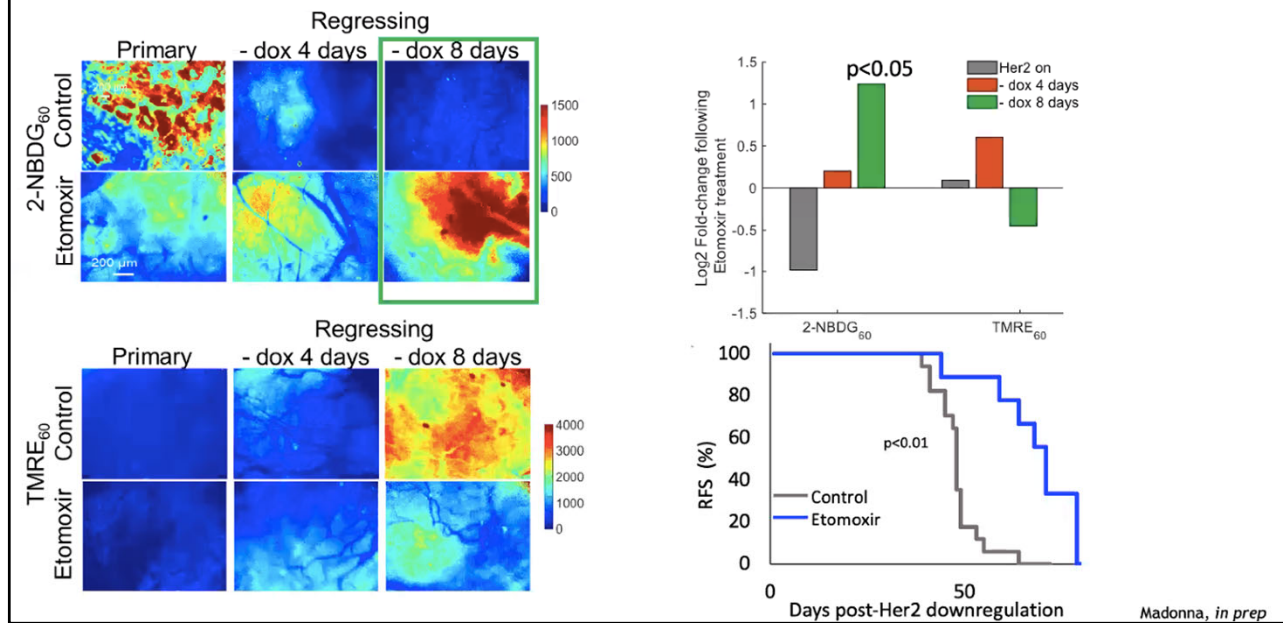 Regressing
Primary
- dox 4 days
- dox 8 days
2-NBDG60
Control
Etomoxir
200 µm
200 µm
1500
1000
500
0
Regressing
Primary
- dox 4 days
- dox 8 days
TMRE60
Control
Etomoxir
4000
3000
2000
1000
0
p<0.05
Her2 on
- dox 4 days
- dox 8 days
Log2 Fold-change following
Etomoxir treatment
1.5
1
0.5
0
-0.5
-1
-1.5
2-NBDG60
TMRE60
RFS (%)
100
80
60
40
20
0
p<0.01
Control
Etomoxir
0
50
Days post-Her2 downregulation
Madonna, in prep